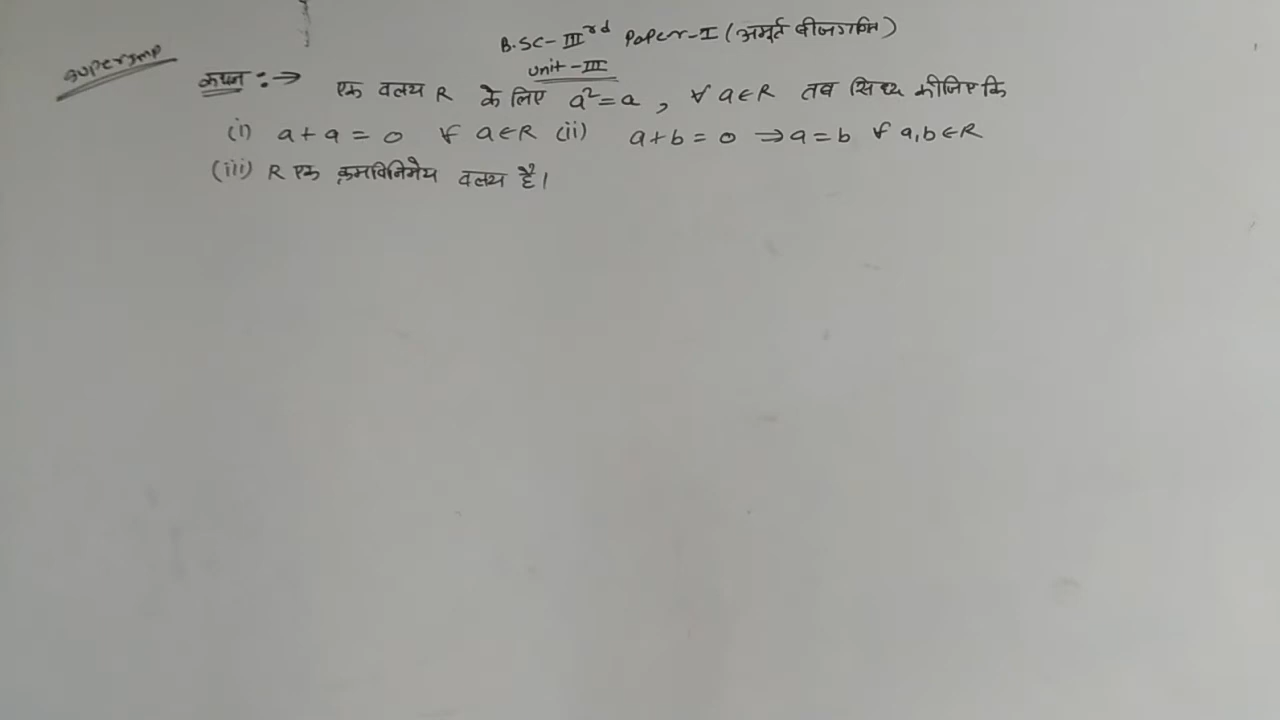 B.SC-III rd Paper-I (अमूर्त बीजगणित)
Unit-III
superimp
कथन :→ एक वलय R के लिए a²=a, ∀ a∈R तब सिध्द कीजिए कि
(i) a+a=0 ∀ a∈R (ii) a+b=0 ⇒a=b ∀ a,b∈R
(iii) R एक क्रमविनिमेय वलय है।